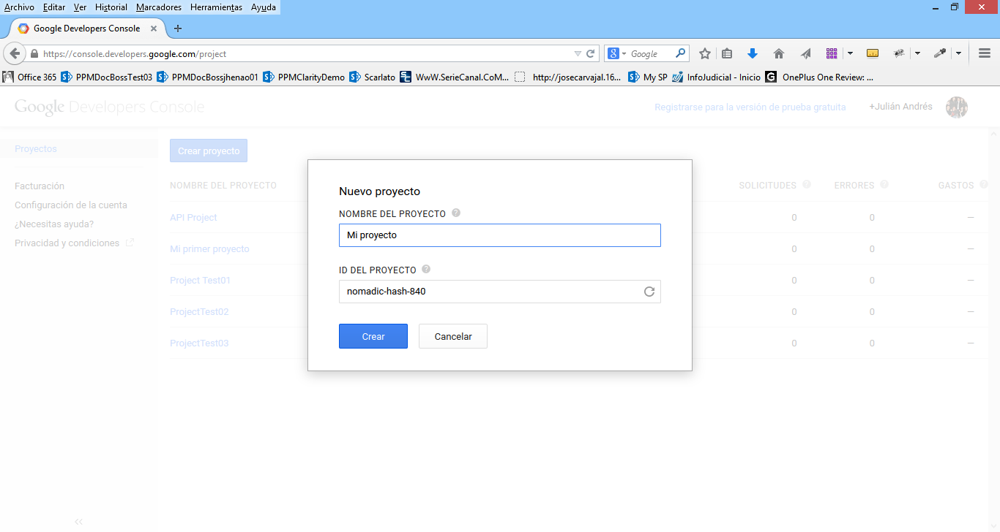 Archivo Editar Ver Historial Marcadores Herramientas Ayuda
Google Developers Console
https://console.developers.google.com/project
Google
Office 365 PPMDocBossTest03 PPMDocBossjhenao01 PPMClarityDemo Scarlato WwW.SerieCanal.CoM... http://josecarvajal.16... My SP InfoJudicial - Inicio OnePlus One Review: ...
Google Developers Console
Registrarse para la versión de prueba gratuita +Julián Andrés
Proyectos
Crear proyecto
Facturación
Configuración de la cuenta
¿Necesitas ayuda?
Privacidad y condiciones
NOMBRE DEL PROYECTO SOLICITUDES ERRORES GASTOS
API Project 0 0 —
Mi primer proyecto 0 0 —
Project Test01 0 0 —
ProjectTest02 0 0 —
ProjectTest03 0 0 —
Nuevo proyecto
NOMBRE DEL PROYECTO
Mi proyecto
ID DEL PROYECTO
nomadic-hash-840
Crear Cancelar